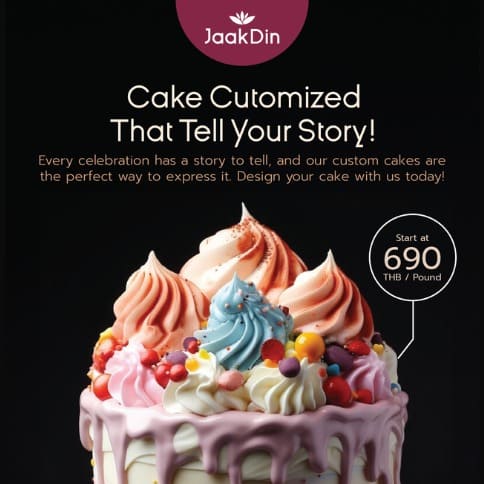 JaakDin
Cake Cutomized
That Tell Your Story!
Every celebration has a story to tell, and our custom cakes are
the perfect way to express it. Design your cake with us today!
Start at
690
THB / Pound